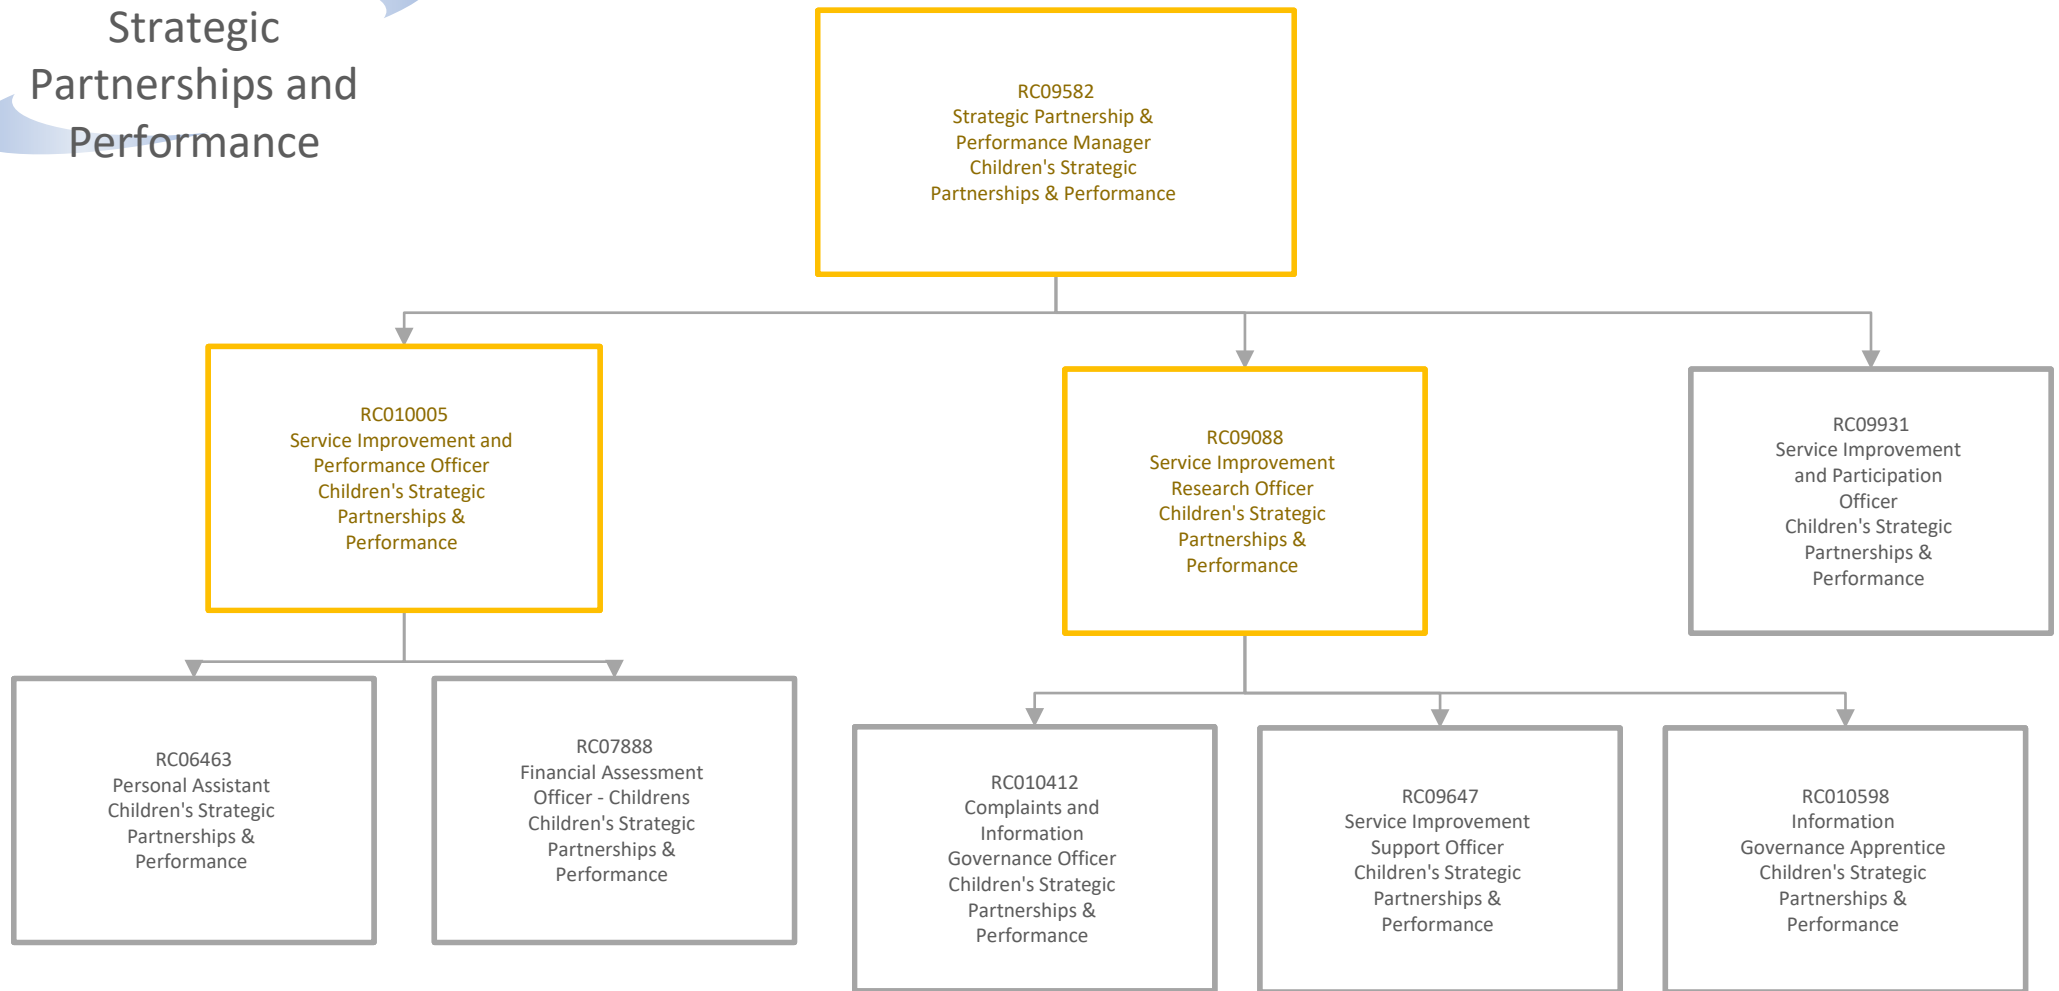 Strategic
Partnerships and
Performance
RC09582
Strategic Partnership &
Performance Manager
Children's Strategic
Partnerships & Performance
RC010005
Service Improvement and
Performance Officer
Children's Strategic
Partnerships &
Performance
RC09088
Service Improvement
Research Officer
Children's Strategic
Partnerships &
Performance
RC09931
Service Improvement
and Participation
Officer
Children's Strategic
Partnerships &
Performance
RC06463
Personal Assistant
Children's Strategic
Partnerships &
Performance
RC07888
Financial Assessment
Officer - Childrens
Children's Strategic
Partnerships &
Performance
RC010412
Complaints and
Information
Governance Officer
Children's Strategic
Partnerships &
Performance
RC09647
Service Improvement
Support Officer
Children's Strategic
Partnerships &
Performance
RC010598
Information
Governance Apprentice
Children's Strategic
Partnerships &
Performance